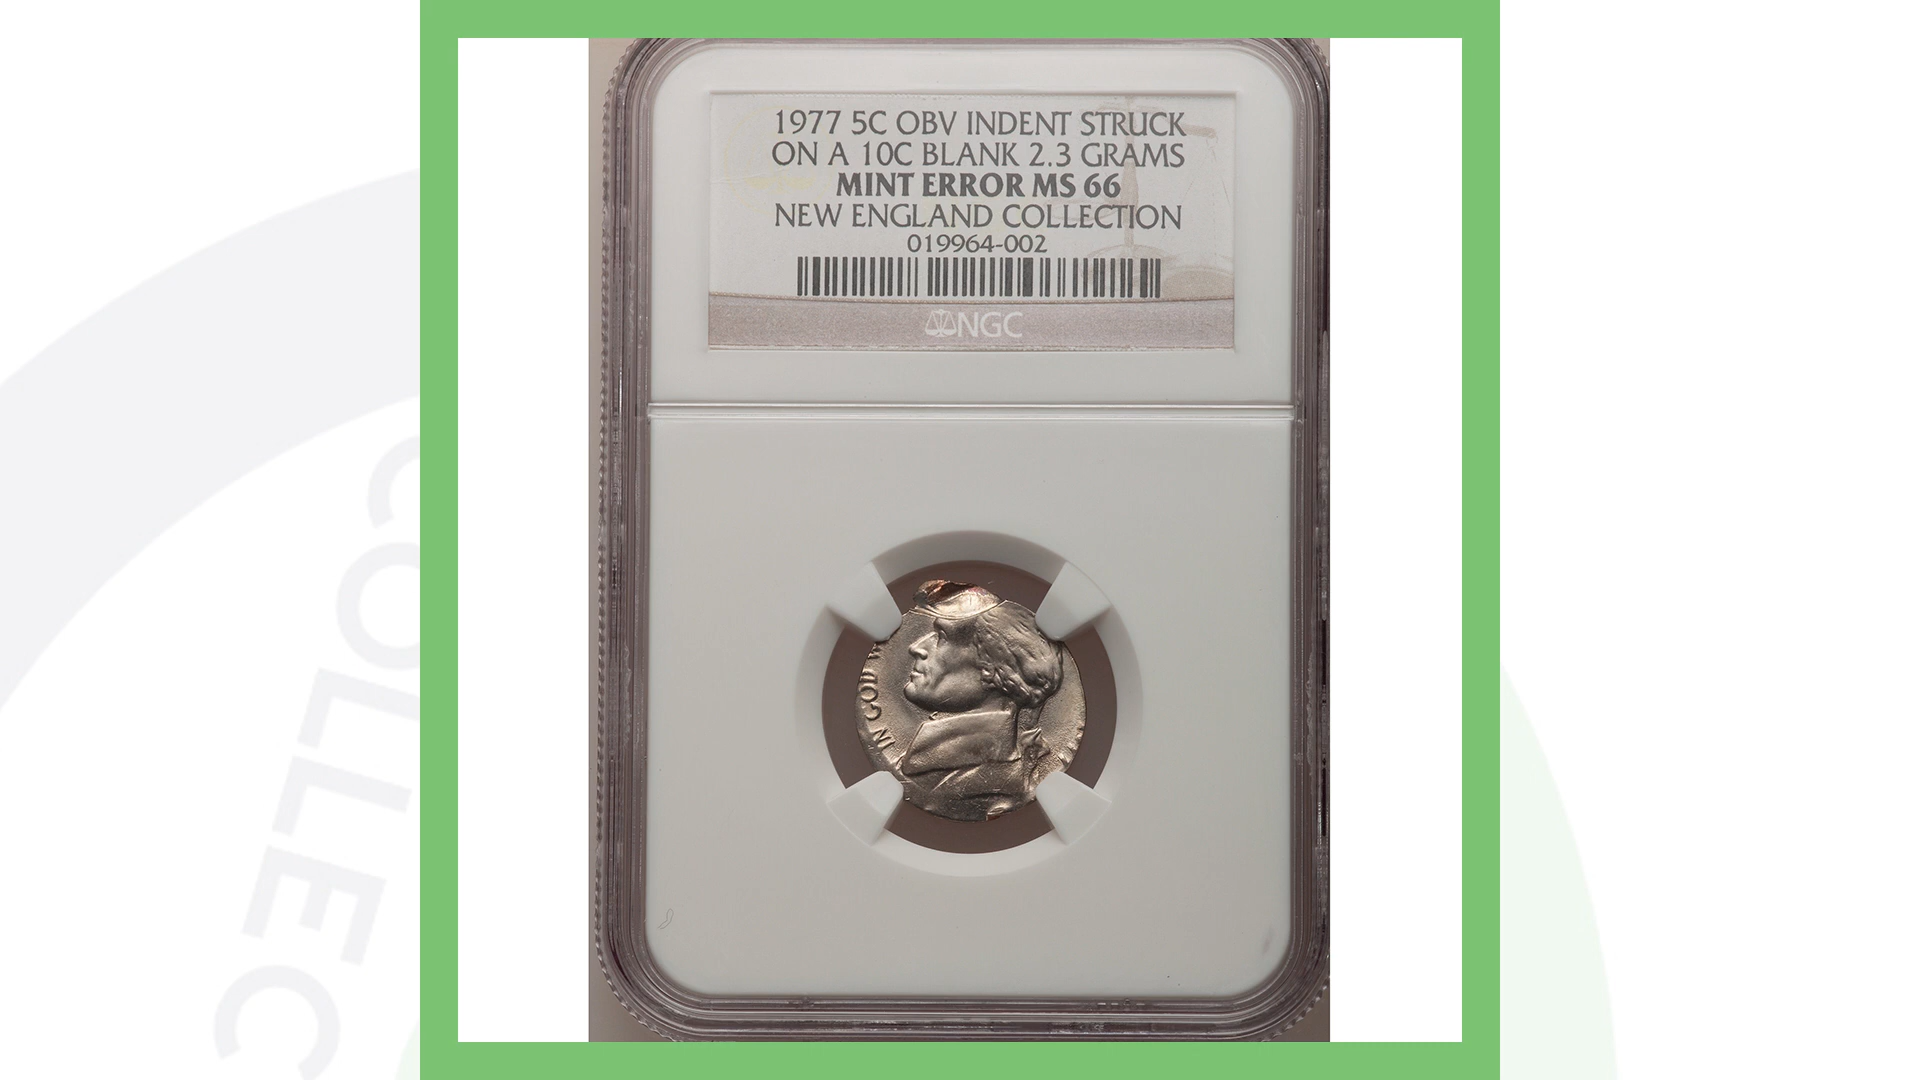 1977 5C OBV INDENT STRUCK
ON A 10C BLANK 2.3 GRAMS
MINT ERROR MS 66
NEW ENGLAND COLLECTION
019964-002
NGC
IN GOD W
COLLEC